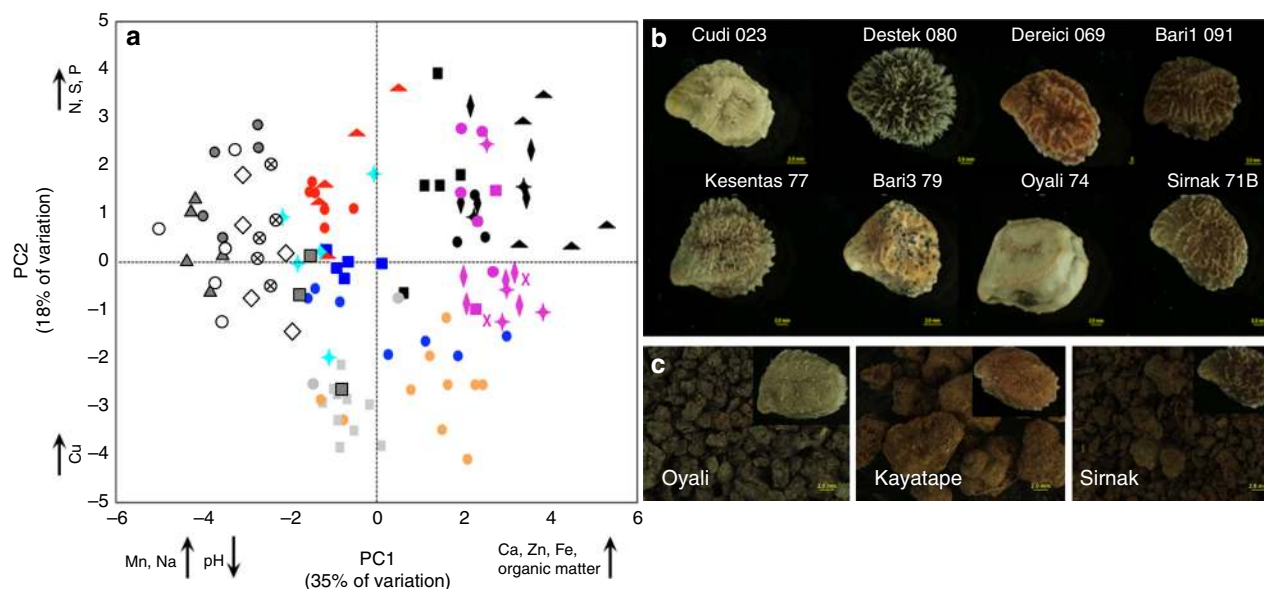 a
5
4
3
2
1
0
–1
–2
–3
–4
–5
–6
–4
–2
0
2
4
6
PC2
(18% of variation)
N, S, P
Cu
Mn, Na
pH
PC1
(35% of variation)
Ca, Zn, Fe,
organic matter
b
Cudi 023
Destek 080
Dereici 069
Bari1 091
Kesentas 77
Bari3 79
Oyali 74
Sirnak 71B
c
Oyali
Kayatape
Sirnak